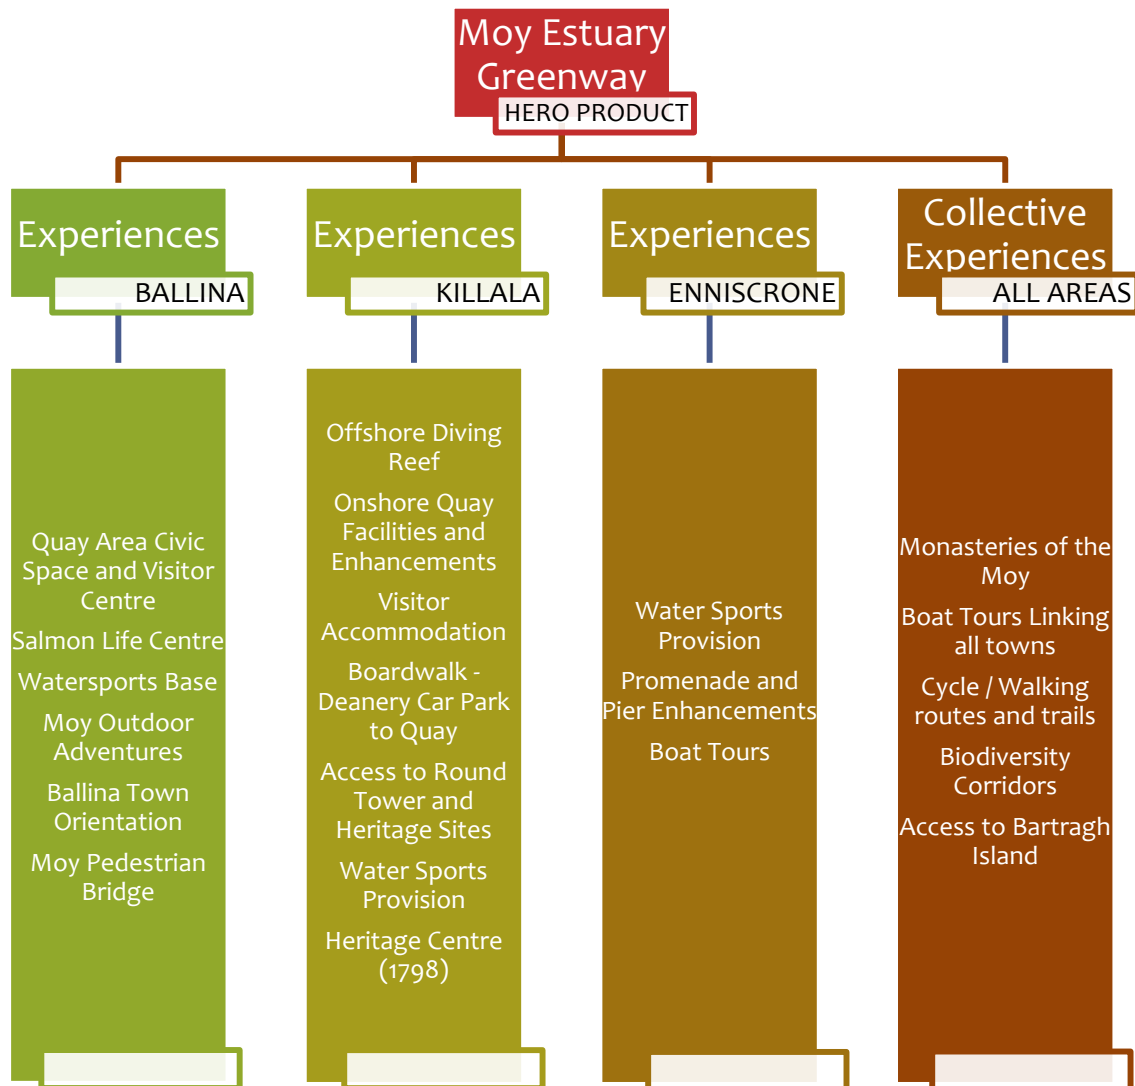 Moy Estuary
Greenway
HERO PRODUCT
Experiences
BALLINA
Experiences
KILLALA
Experiences
ENNISCRONE
Collective
Experiences
ALL AREAS
Quay Area Civic
Space and Visitor
Centre
Salmon Life Centre
Watersports Base
Moy Outdoor
Adventures
Ballina Town
Orientation
Moy Pedestrian
Bridge
Offshore Diving
Reef
Onshore Quay
Facilities and
Enhancements
Visitor
Accommodation
Boardwalk -
Deanery Car Park
to Quay
Access to Round
Tower and
Heritage Sites
Water Sports
Provision
Heritage Centre
(1798)
Water Sports
Provision
Promenade and
Pier Enhancements
Boat Tours
Monasteries of the
Moy
Boat Tours Linking
all towns
Cycle / Walking
routes and trails
Biodiversity
Corridors
Access to Bartragh
Island